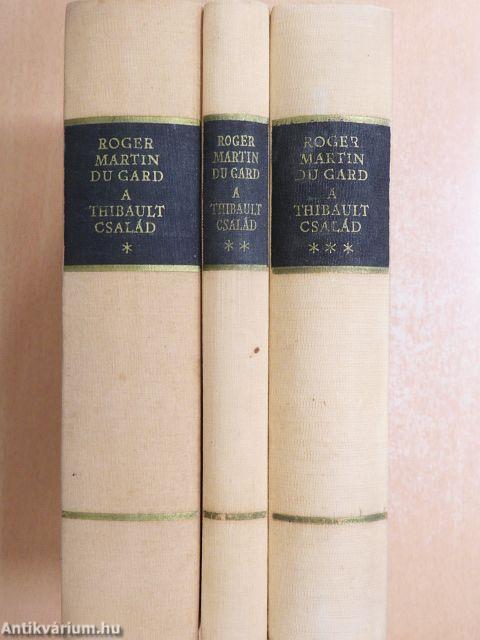 ROGER
MARTIN
DU GARD
A
THIBAULT
CSALÁD
*
ROGER
MARTIN
DU GARD
A
THIBAULT
CSALÁD
* *
ROGER
MARTIN
DU GARD
A
THIBAULT
CSALÁD
* * *
Antikvárium.hu